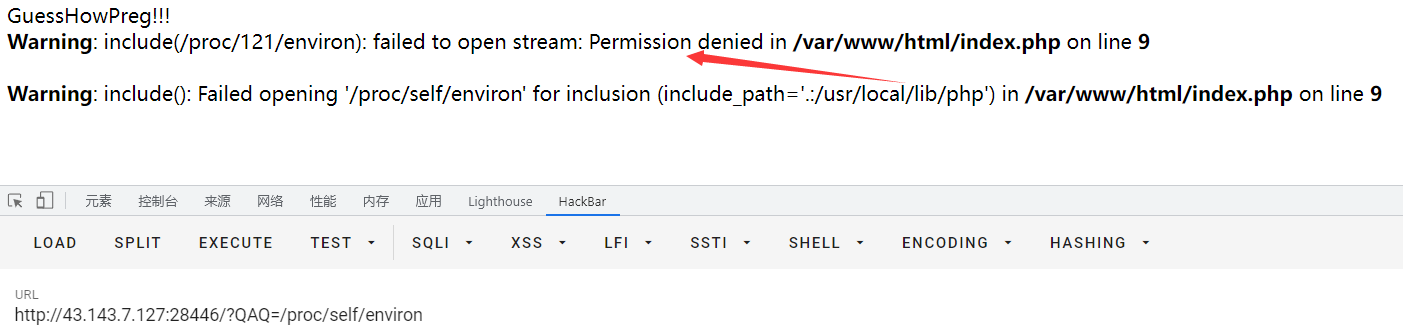 GuessHowPreg!!!
Warning: include(/proc/121/environ): failed to open stream: Permission denied in /var/www/html/index.php on line 9
Warning: include(): Failed opening '/proc/self/environ' for inclusion (include_path='.:/usr/local/lib/php') in /var/www/html/index.php on line 9
元素 控制台 来源 网络 性能 内存 应用 Lighthouse HackBar
LOAD SPLIT EXECUTE TEST SQLI XSS LFI SSTI SHELL ENCODING HASHING
URL
http://43.143.7.127:28446/?QAQ=/proc/self/environ